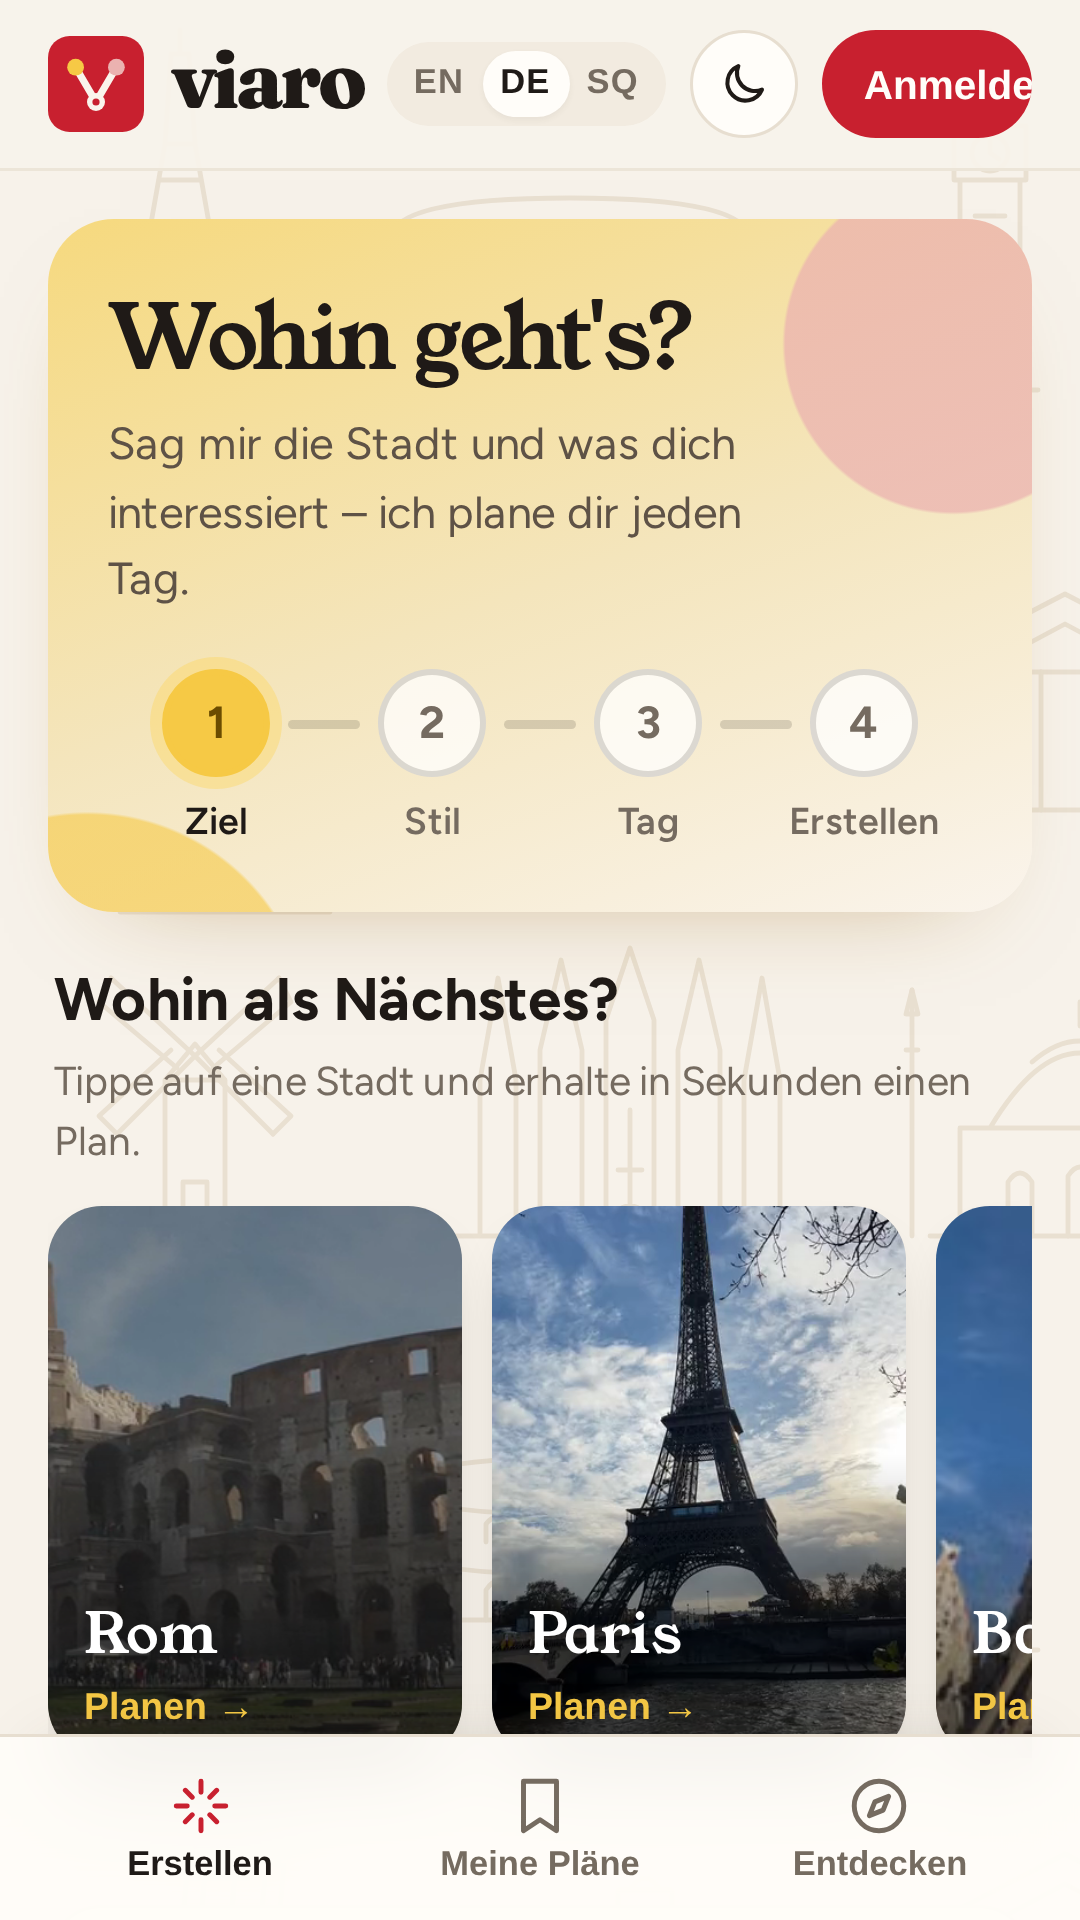 viaro
EN DE SQ
Anmelde
Wohin geht's?
Sag mir die Stadt und was dich
interessiert – ich plane dir jeden
Tag.
1 2 3 4
Ziel Stil Tag Erstellen
Wohin als Nächstes?
Tippe auf eine Stadt und erhalte in Sekunden einen
Plan.
Rom Paris
Planen → Planen →
Erstellen Meine Pläne Entdecken